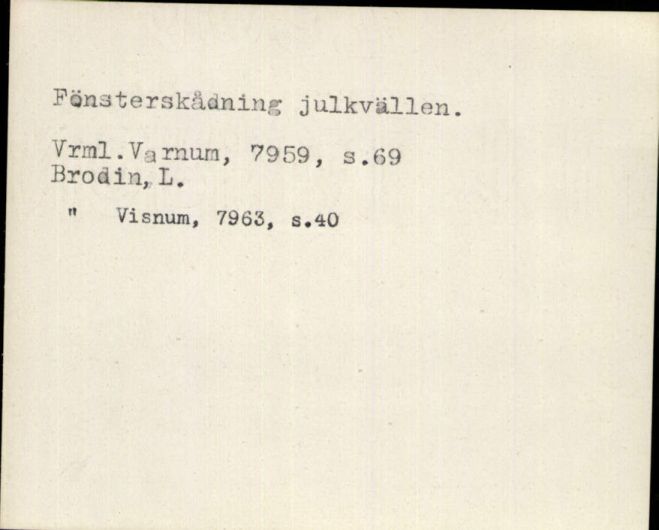 Fönsterskådning julkvällen.
Vrml.Varnum, 7959, s.69
Brodin, L.
" Visnum, 7963, s.40